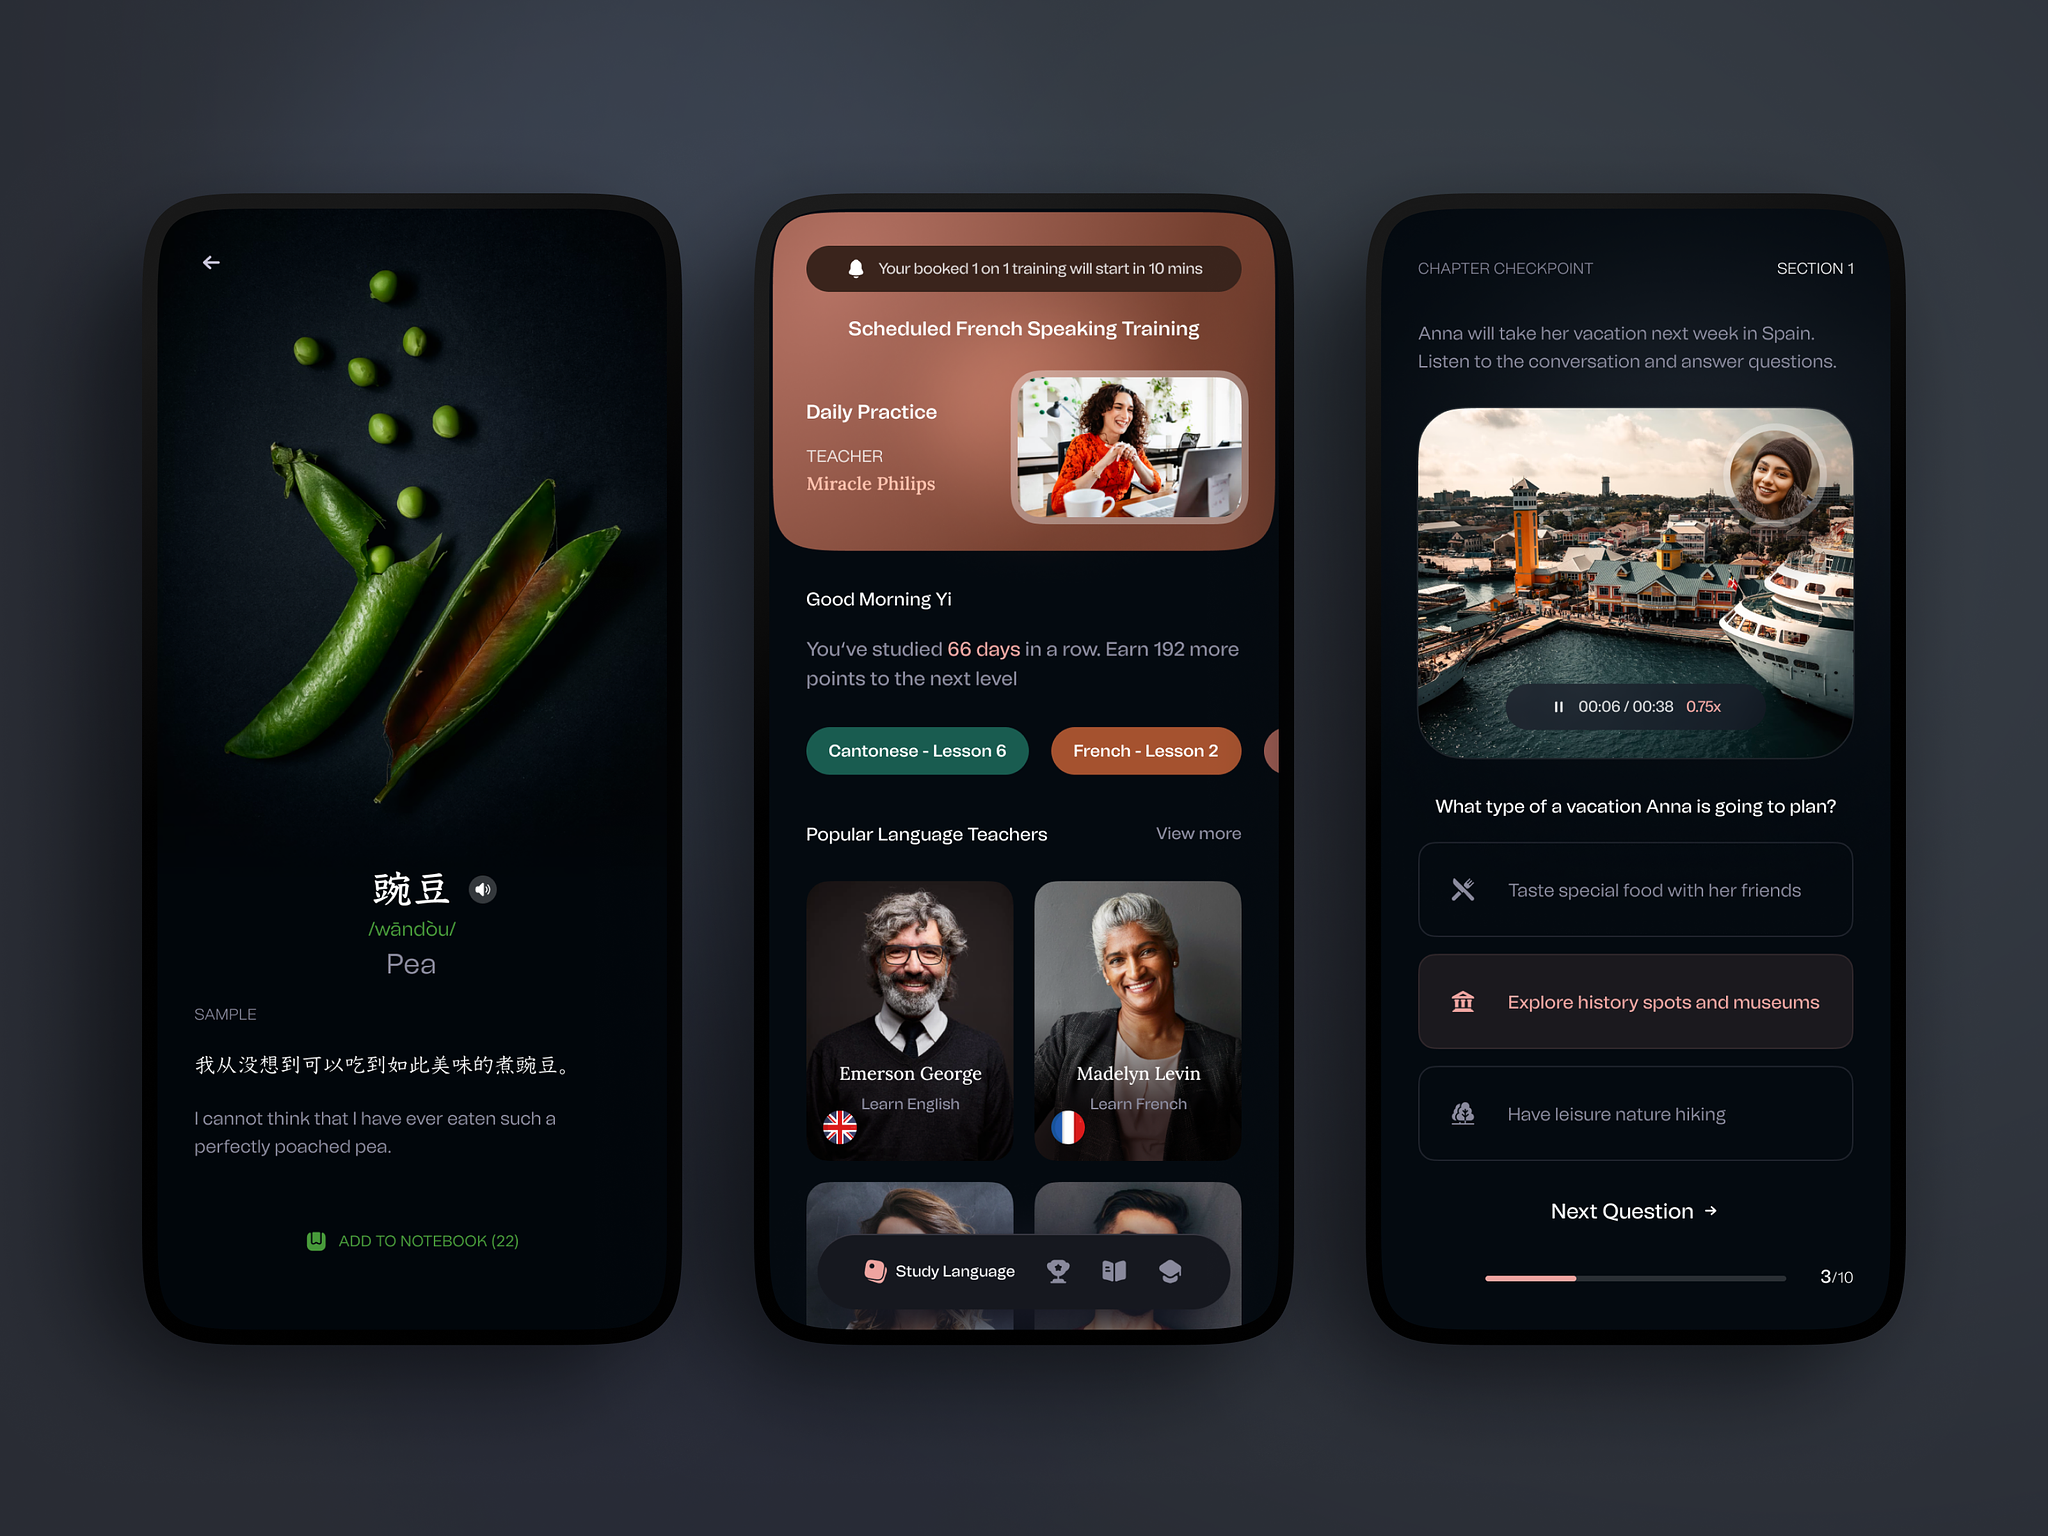 豌豆
/wāndòu/
Pea
SAMPLE
我从没想到可以吃到如此美味的煮豌豆。
I cannot think that I have ever eaten such a
perfectly poached pea.
ADD TO NOTEBOOK (22)
Your booked 1 on 1 training will start in 10 mins
Scheduled French Speaking Training
Daily Practice
TEACHER
Miracle Philips
Good Morning Yi
You‘ve studied 66 days in a row. Earn 192 more
points to the next level
Cantonese - Lesson 6
French - Lesson 2
Popular Language Teachers
View more
Emerson George
Learn English
Madelyn Levin
Learn French
Study Language
CHAPTER CHECKPOINT
SECTION 1
Anna will take her vacation next week in Spain.
Listen to the conversation and answer questions.
00:06 / 00:38 0.75x
What type of a vacation Anna is going to plan?
Taste special food with her friends
Explore history spots and museums
Have leisure nature hiking
Next Question →
3/10